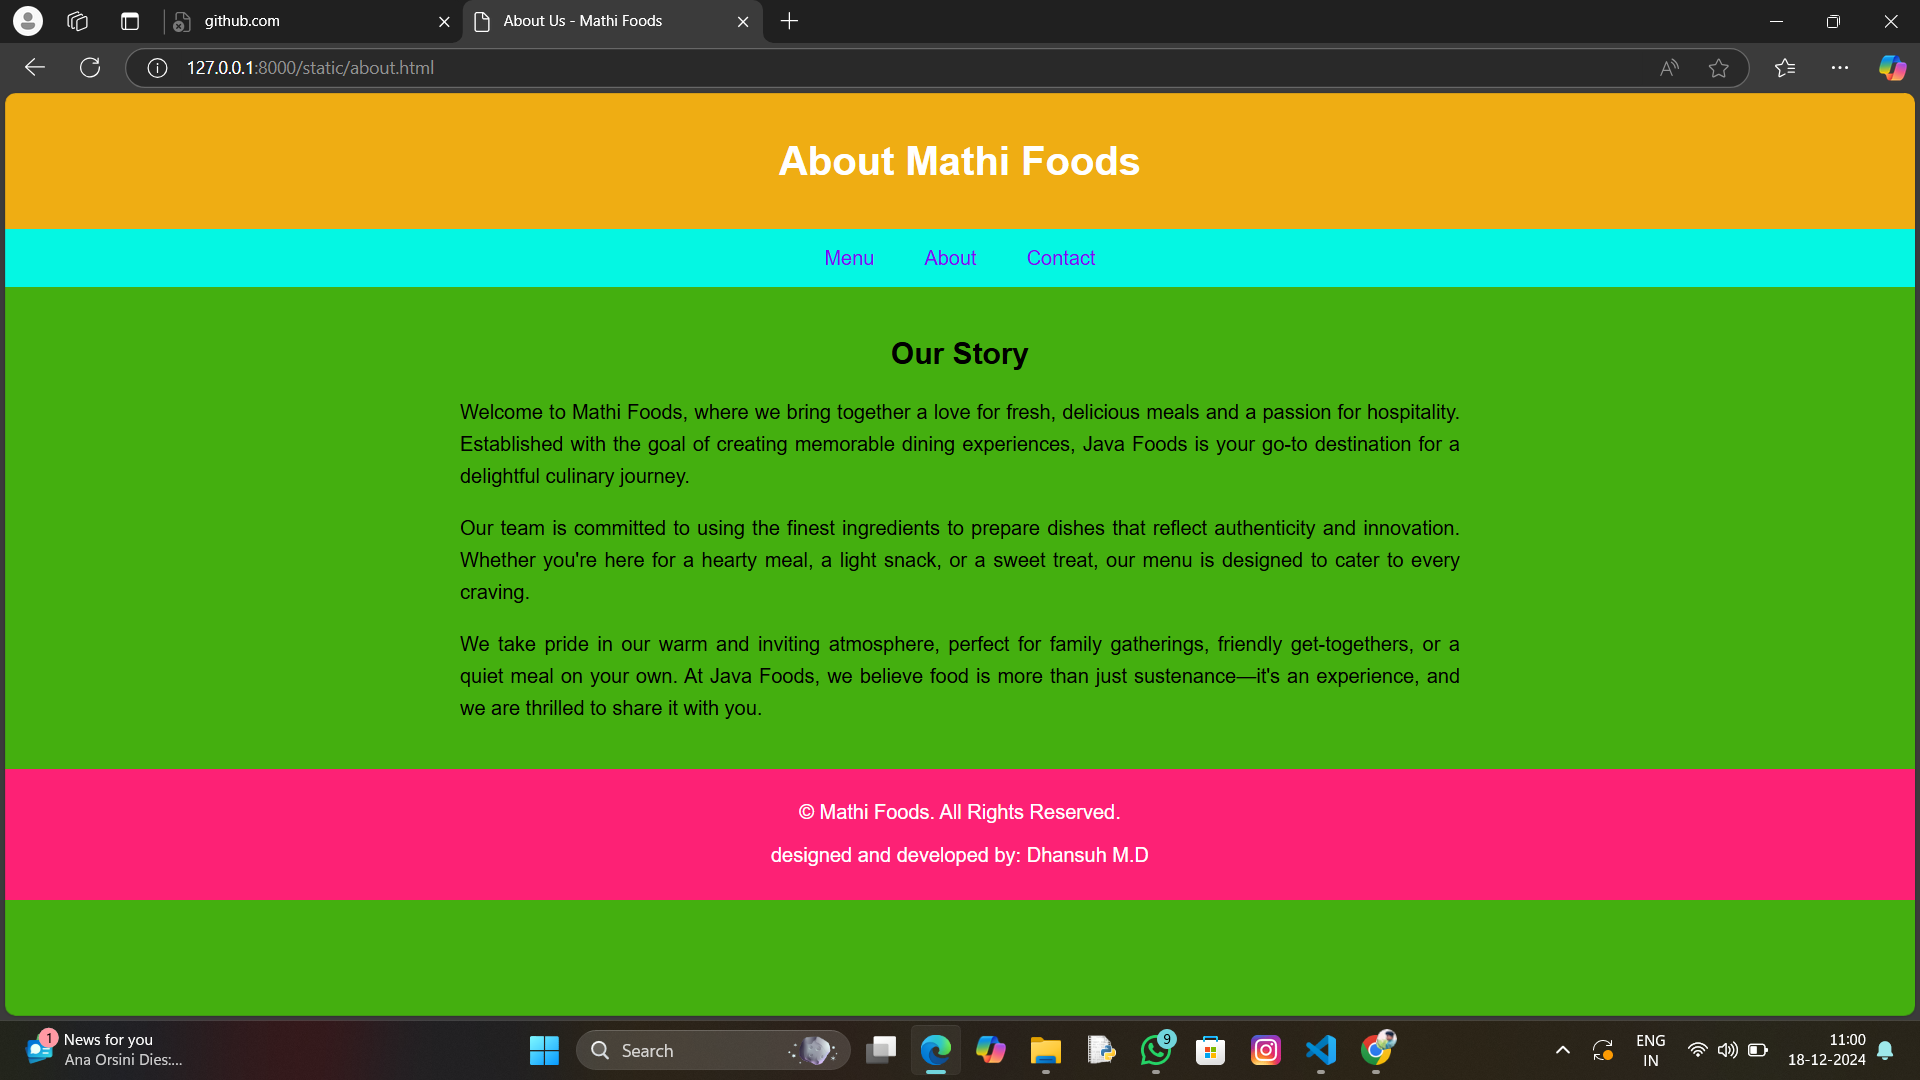 github.com
About Us - Mathi Foods
127.0.0.1:8000/static/about.html
About Mathi Foods
Menu About Contact
Our Story
Welcome to Mathi Foods, where we bring together a love for fresh, delicious meals and a passion for hospitality.
Established with the goal of creating memorable dining experiences, Java Foods is your go-to destination for a
delightful culinary journey.
Our team is committed to using the finest ingredients to prepare dishes that reflect authenticity and innovation.
Whether you're here for a hearty meal, a light snack, or a sweet treat, our menu is designed to cater to every
craving.
We take pride in our warm and inviting atmosphere, perfect for family gatherings, friendly get-togethers, or a
quiet meal on your own. At Java Foods, we believe food is more than just sustenance—it's an experience, and
we are thrilled to share it with you.
© Mathi Foods. All Rights Reserved.
designed and developed by: Dhansuh M.D
1
News for you
Ana Orsini Dies:...
Search
9
ENG
IN
11:00
18-12-2024